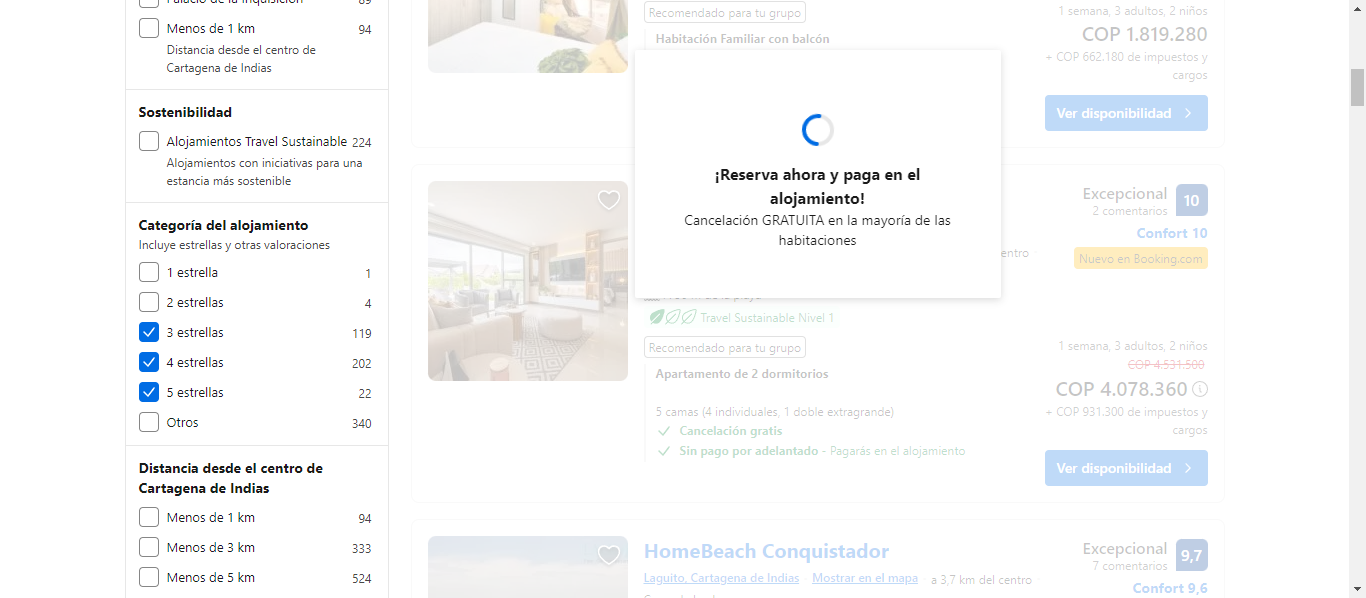 Palacio de la Inquisición 89
Menos de 1 km 94
Distancia desde el centro de
Cartagena de Indias
Sostenibilidad
Alojamientos Travel Sustainable 224
Alojamientos con iniciativas para una
estancia más sostenible
Categoría del alojamiento
Incluye estrellas y otras valoraciones
1 estrella 1
2 estrellas 4
3 estrellas 119
4 estrellas 202
5 estrellas 22
Otros 340
Distancia desde el centro de
Cartagena de Indias
Menos de 1 km 94
Menos de 3 km 333
Menos de 5 km 524
Recomendado para tu grupo
Habitación Familiar con balcón
1 semana, 3 adultos, 2 niños
COP 1.819.280
+ COP 662.180 de impuestos y
cargos
Ver disponibilidad
¡Reserva ahora y paga en el
alojamiento!
Cancelación GRATUITA en la mayoría de las
habitaciones
Excepcional 10
2 comentarios
Confort 10
Nuevo en Booking.com
Travel Sustainable Nivel 1
Recomendado para tu grupo
Apartamento de 2 dormitorios
5 camas (4 individuales, 1 doble extragrande)
Cancelación gratis
Sin pago por adelantado - Pagarás en el alojamiento
1 semana, 3 adultos, 2 niños
COP 4.531.500
COP 4.078.360
+ COP 931.300 de impuestos y
cargos
Ver disponibilidad
HomeBeach Conquistador
Laguito, Cartagena de Indias Mostrar en el mapa a 3,7 km del centro
Excepcional 9,7
7 comentarios
Confort 9,6